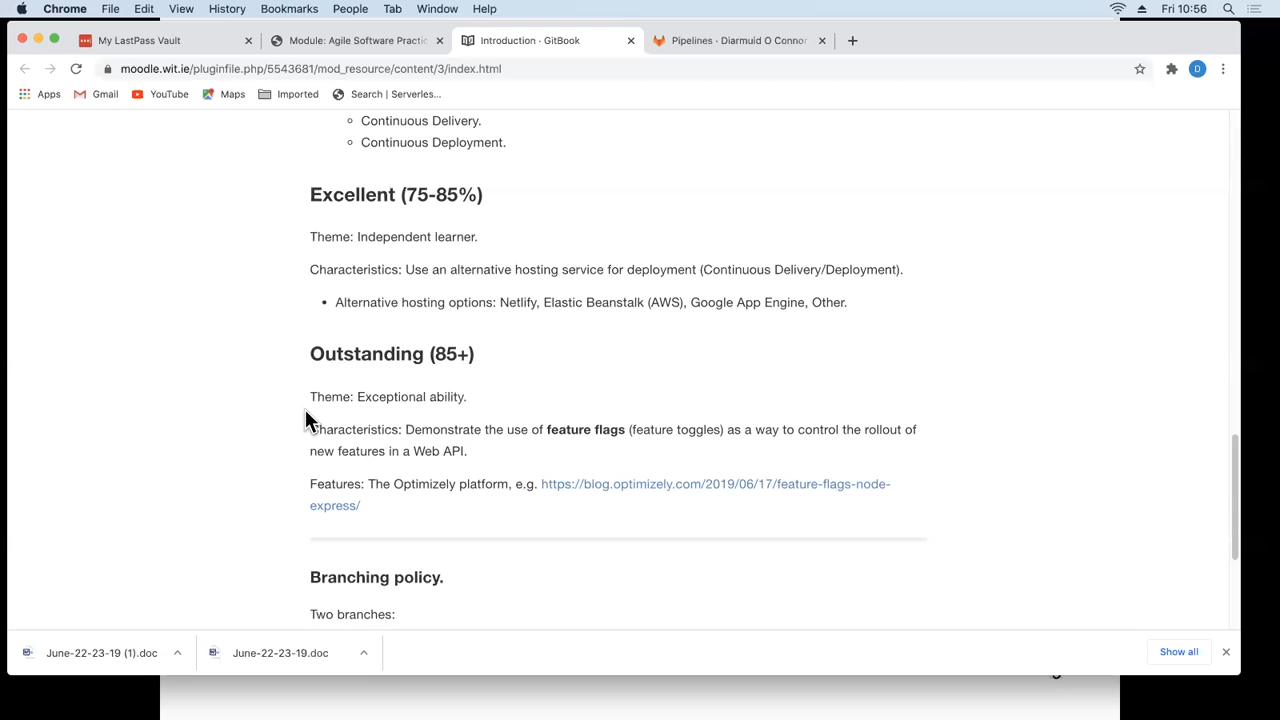 Chrome File Edit View History Bookmarks People Tab Window Help Fri 10:56
My LastPass Vault Module: Agile Software Practic Introduction · GitBook Pipelines · Diarmuid O Connor
moodle.wit.ie/pluginfile.php/5543681/mod_resource/content/3/index.html D
Apps Gmail YouTube Maps Imported Search | Serverless...
Continuous Delivery.
Continuous Deployment.
Excellent (75-85%)
Theme: Independent learner.
Characteristics: Use an alternative hosting service for deployment (Continuous Delivery/Deployment).
• Alternative hosting options: Netlify, Elastic Beanstalk (AWS), Google App Engine, Other.
Outstanding (85+)
Theme: Exceptional ability.
Characteristics: Demonstrate the use of feature flags (feature toggles) as a way to control the rollout of
new features in a Web API.
Features: The Optimizely platform, e.g. https://blog.optimizely.com/2019/06/17/feature-flags-node-
express/
Branching policy.
Two branches:
June-22-23-19 (1).doc June-22-23-19.doc Show all